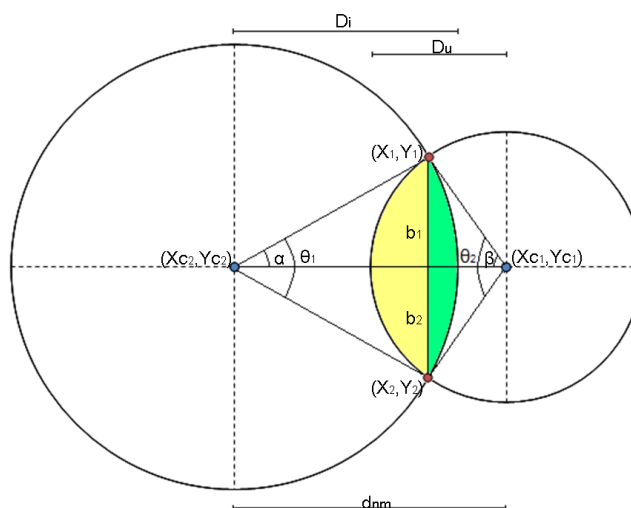 Di
Du
(X1,Y1)
b1
(Xc2,Yc2) α θ1 θ2 β (Xc1,Yc1)
b2
(X2,Y2)
dnm